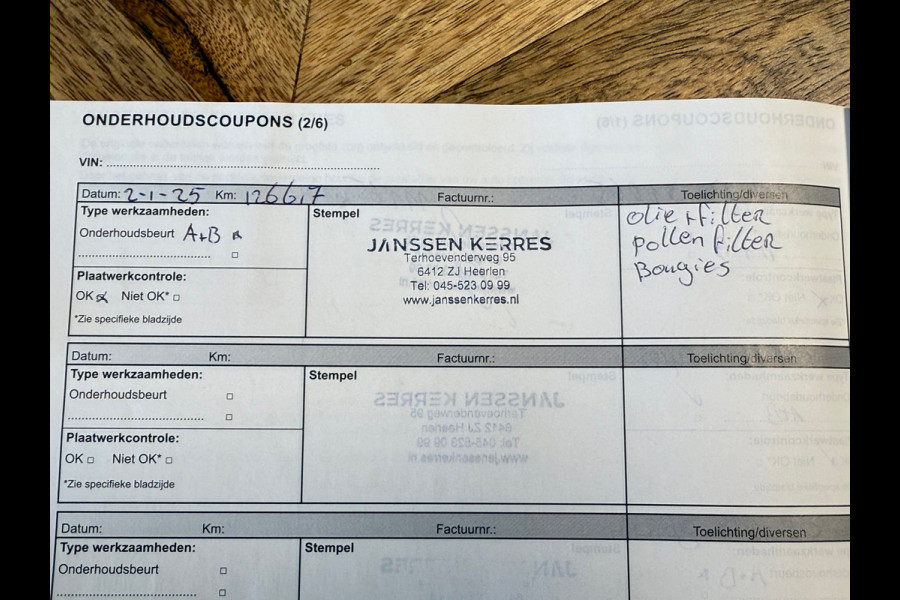 ONDERHOUDSCOUPONS (2/6)
VIN:
Datum: 2-1-25 Km: 126617 Factuurnr.: Toelichting/diversen
Type werkzaamheden:
Stempel
Onderhoudsbeurt A+B
Plaatwerkcontrole:
OK Niet OK*
*Zie specifieke bladzijde
JANSSEN KERRES
Terhoevenderweg 95
6412 ZJ Heerlen
Tel: 045-523 09 99
www.janssenkerres.nl
olie + filter
pollen filter
Bougies
Datum: Km: Factuurnr.: Toelichting/diversen
Type werkzaamheden:
Stempel
Onderhoudsbeurt
Plaatwerkcontrole:
OK Niet OK*
*Zie specifieke bladzijde
Datum: Km: Factuurnr.: Toelichting/diversen
Type werkzaamheden:
Stempel
Onderhoudsbeurt